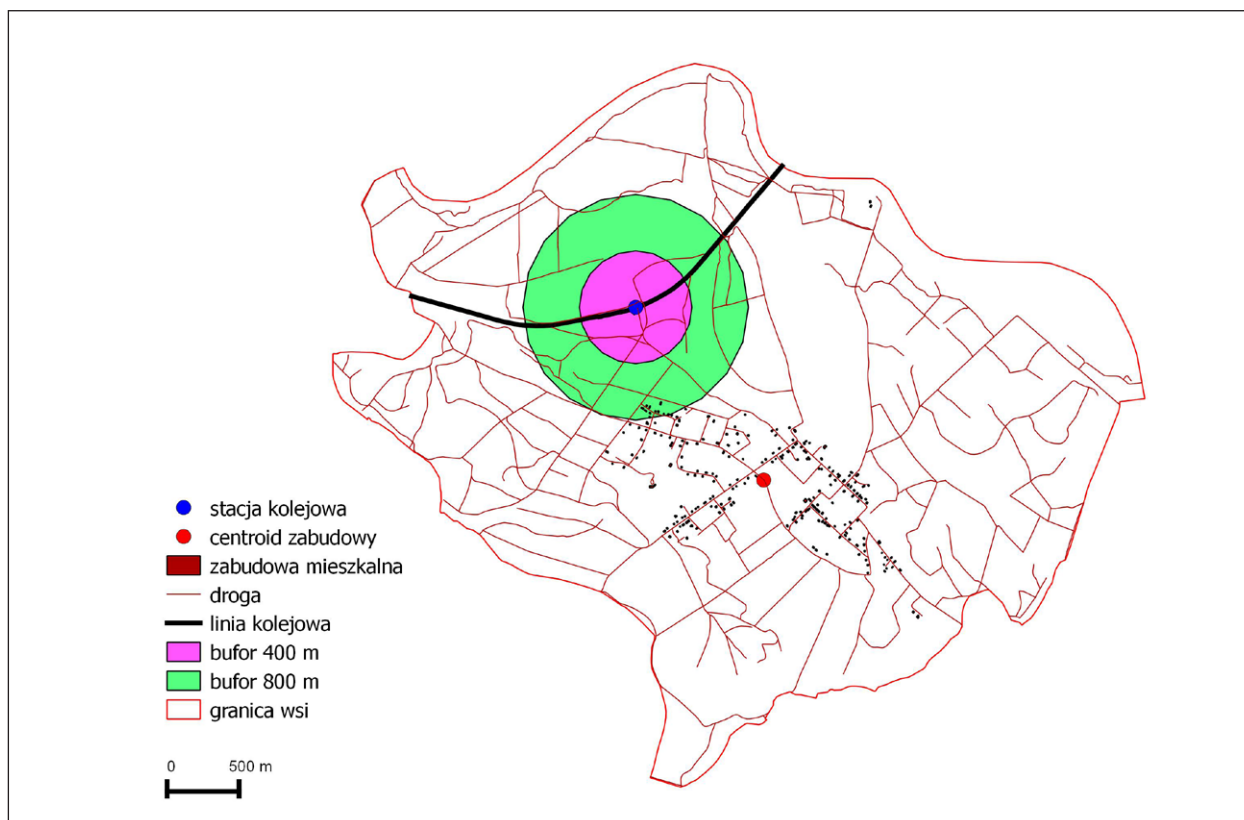 stacja kolejowa
centroid zabudowy
zabudowa mieszkalna
droga
linia kolejowa
bufor 400 m
bufor 800 m
granica wsi
0 500 m